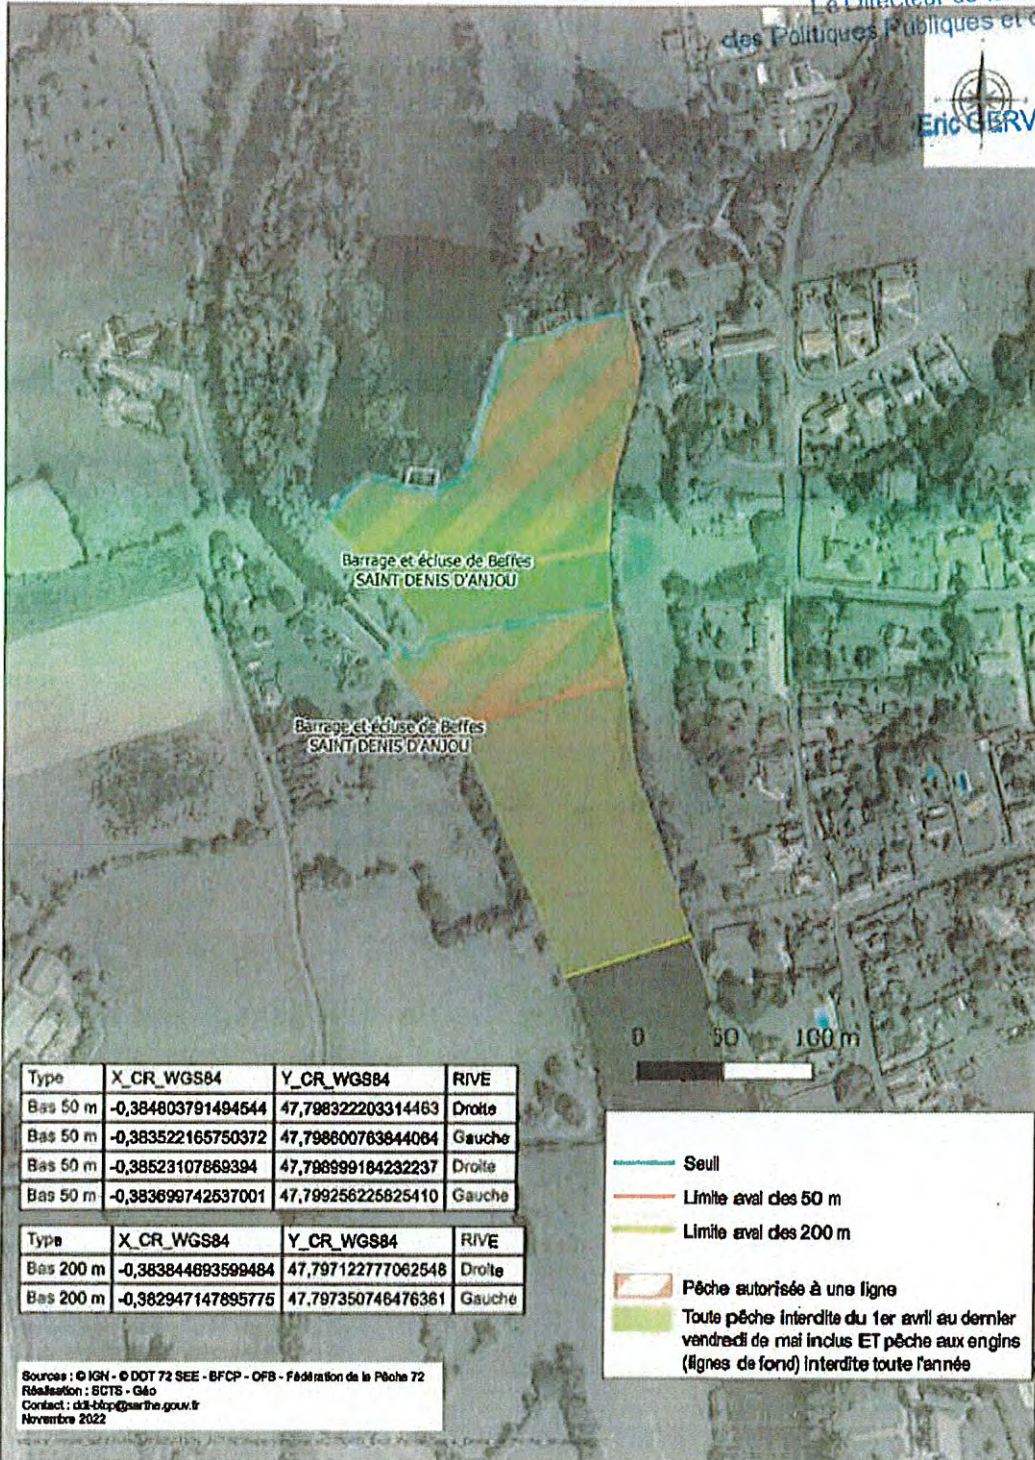 Le Directeur de
des Politiques Publiques et
Eric GERV
Barrage et écluse de Beffes
SAINT DENIS D'ANJOU
Barrage et écluse de Beffes
SAINT DENIS D'ANJOU
0 50 100 m
Type X_CR_WGS84 Y_CR_WGS84 RIVE
Bas 50 m -0,384803791494544 47,798322203314463 Droite
Bas 50 m -0,383522165750372 47,798600763844064 Gauche
Bas 50 m -0,38523107869394 47,798999184232237 Droite
Bas 50 m -0,383699742537001 47,799256225825410 Gauche
Type X_CR_WGS84 Y_CR_WGS84 RIVE
Bas 200 m -0,383844693599484 47,797122777062548 Droite
Bas 200 m -0,382947147895775 47,797350746476361 Gauche
Seuil
Limite aval des 50 m
Limite aval des 200 m
Pêche autorisée à une ligne
Toute pêche interdite du 1er avril au dernier
vendredi de mai inclus ET pêche aux engins
(lignes de fond) interdite toute l'année
Sources : © IGN - © DDT 72 SEE - BFCP - OFB - Fédération de la Pêche 72
Réalisation : SCTS - Géo
Contact : ddt-bfcp@sarthe.gouv.fr
Novembre 2022